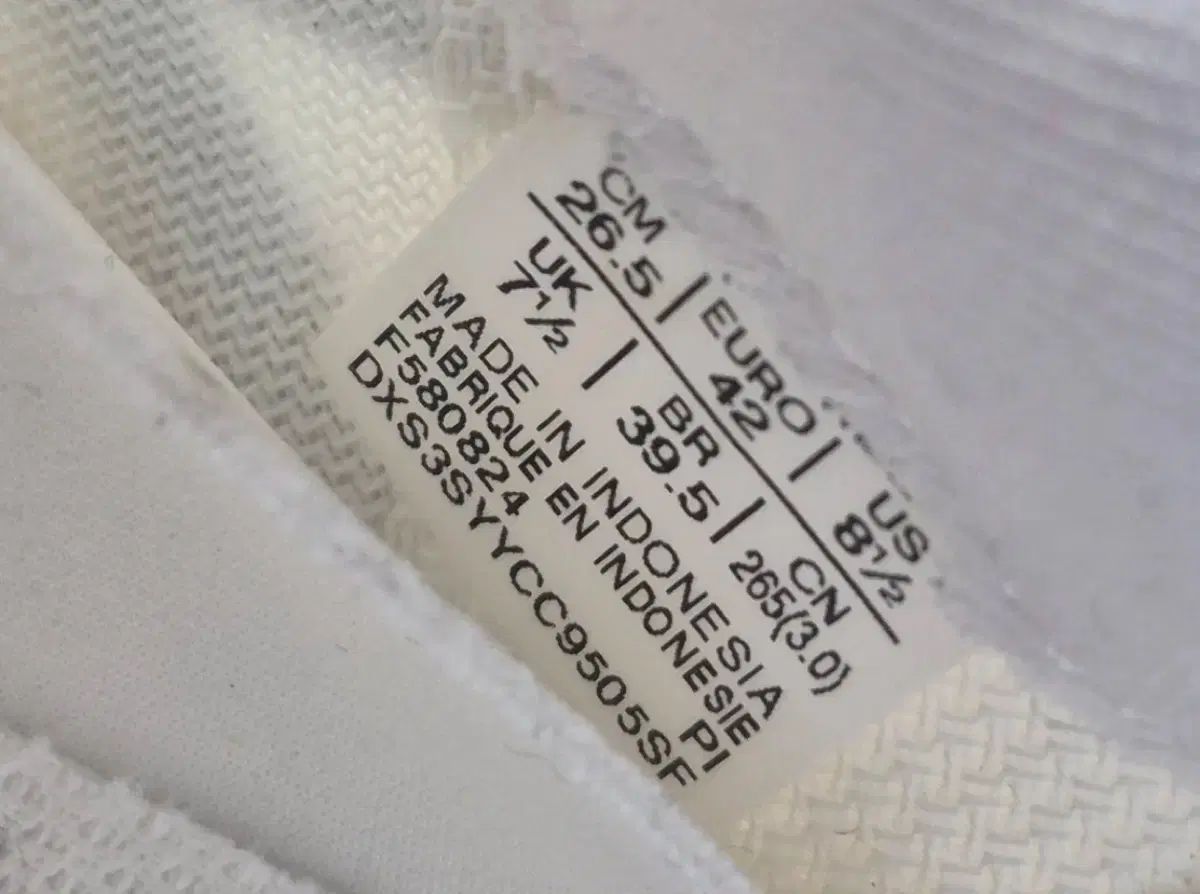 CM | EURO | US
26.5 | 42 | 8½
UK | BR | CN
7½ | 39.5 | 265(3.0)
MADE IN INDONESIA
FABRIQUE EN INDONESIE
F580824 PI
DXS3SYYCC9505SF